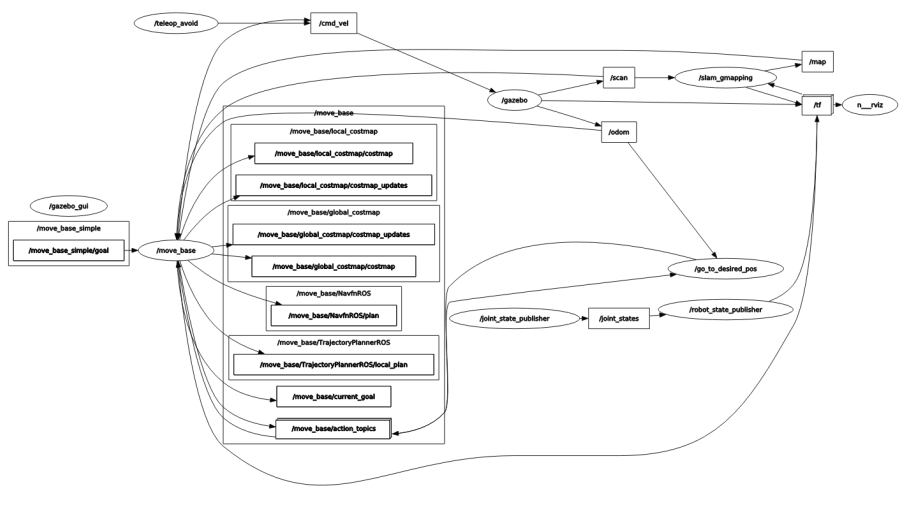 /teleop_avoid
/cmd_vel
/map
/scan
/slam_gmapping
/gazebo
/tf
n___rviz
/move_base
/odom
/move_base/local_costmap
/move_base/local_costmap/costmap
/move_base/local_costmap/costmap_updates
/gazebo_gui
/move_base/global_costmap
/move_base_simple
/move_base/global_costmap/costmap_updates
/move_base_simple/goal
/move_base
/move_base/global_costmap/costmap
/go_to_desired_pos
/move_base/NavfnROS
/move_base/NavfnROS/plan
/joint_state_publisher
/joint_states
/robot_state_publisher
/move_base/TrajectoryPlannerROS
/move_base/TrajectoryPlannerROS/local_plan
/move_base/current_goal
/move_base/action_topics